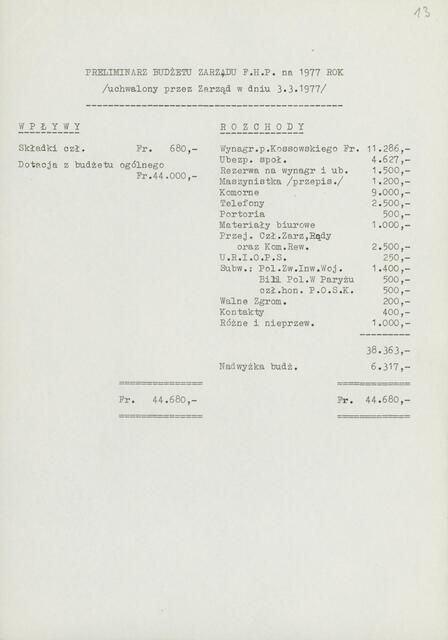 13
PRELIMINARZ BUDŻETU ZARZĄDU F.H.P. na 1977 ROK
/uchwalony przez Zarząd w dniu 3.3.1977/
W P Ł Y W Y
Składki czł. Fr. 680,-
Dotacja z budżetu ogólnego
Fr.44.000,-
Fr. 44.680,-
R O Z C H O D Y
Wynagr.p.Kossowskiego Fr. 11.286,-
Ubezp. społ. 4.627,-
Rezerwa na wynagr i ub. 1.500,-
Maszynistka /przepis./ 1.200,-
Komorne 9.000,-
Telefony 2.500,-
Portoria 500,-
Materiały biurowe 1.000,-
Przej. Czł.Zarz,Rady
oraz Kom.Rew. 2.500,-
U.R.I.O.P.S. 250,-
Subw.: Pol.Zw.Inw.Woj. 1.400,-
Bibl Pol.W Paryżu 500,-
czł.hon. P.O.S.K. 500,-
Walne Zgrom. 200,-
Kontakty 400,-
Różne i nieprzew. 1.000,-
38.363,-
Nadwyżka budż. 6.317,-
Fr. 44.680,-